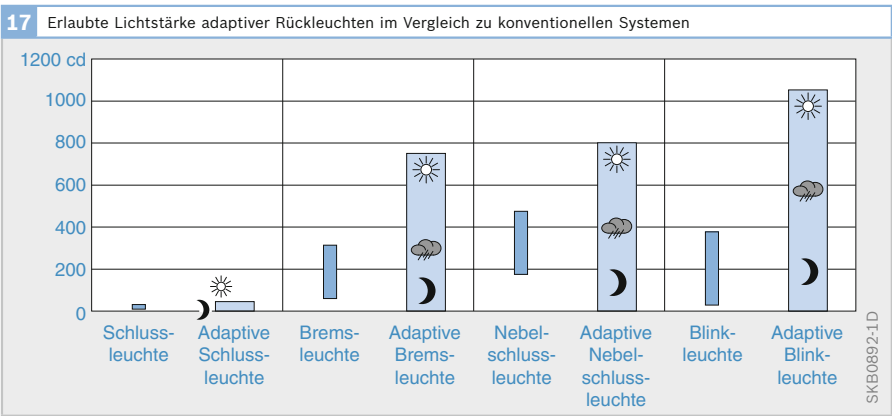 17 Erlaubte Lichtstärke adaptiver Rückleuchten im Vergleich zu konventionellen Systemen
1200 cd
1000
800
600
400
200
0
Schluss-
leuchte
Adaptive
Schluss-
leuchte
Brems-
leuchte
Adaptive
Brems-
leuchte
Nebel-
schluss-
leuchte
Adaptive
Nebel-
schluss-
leuchte
Blink-
leuchte
Adaptive
Blink-
leuchte
SKB0892-1D